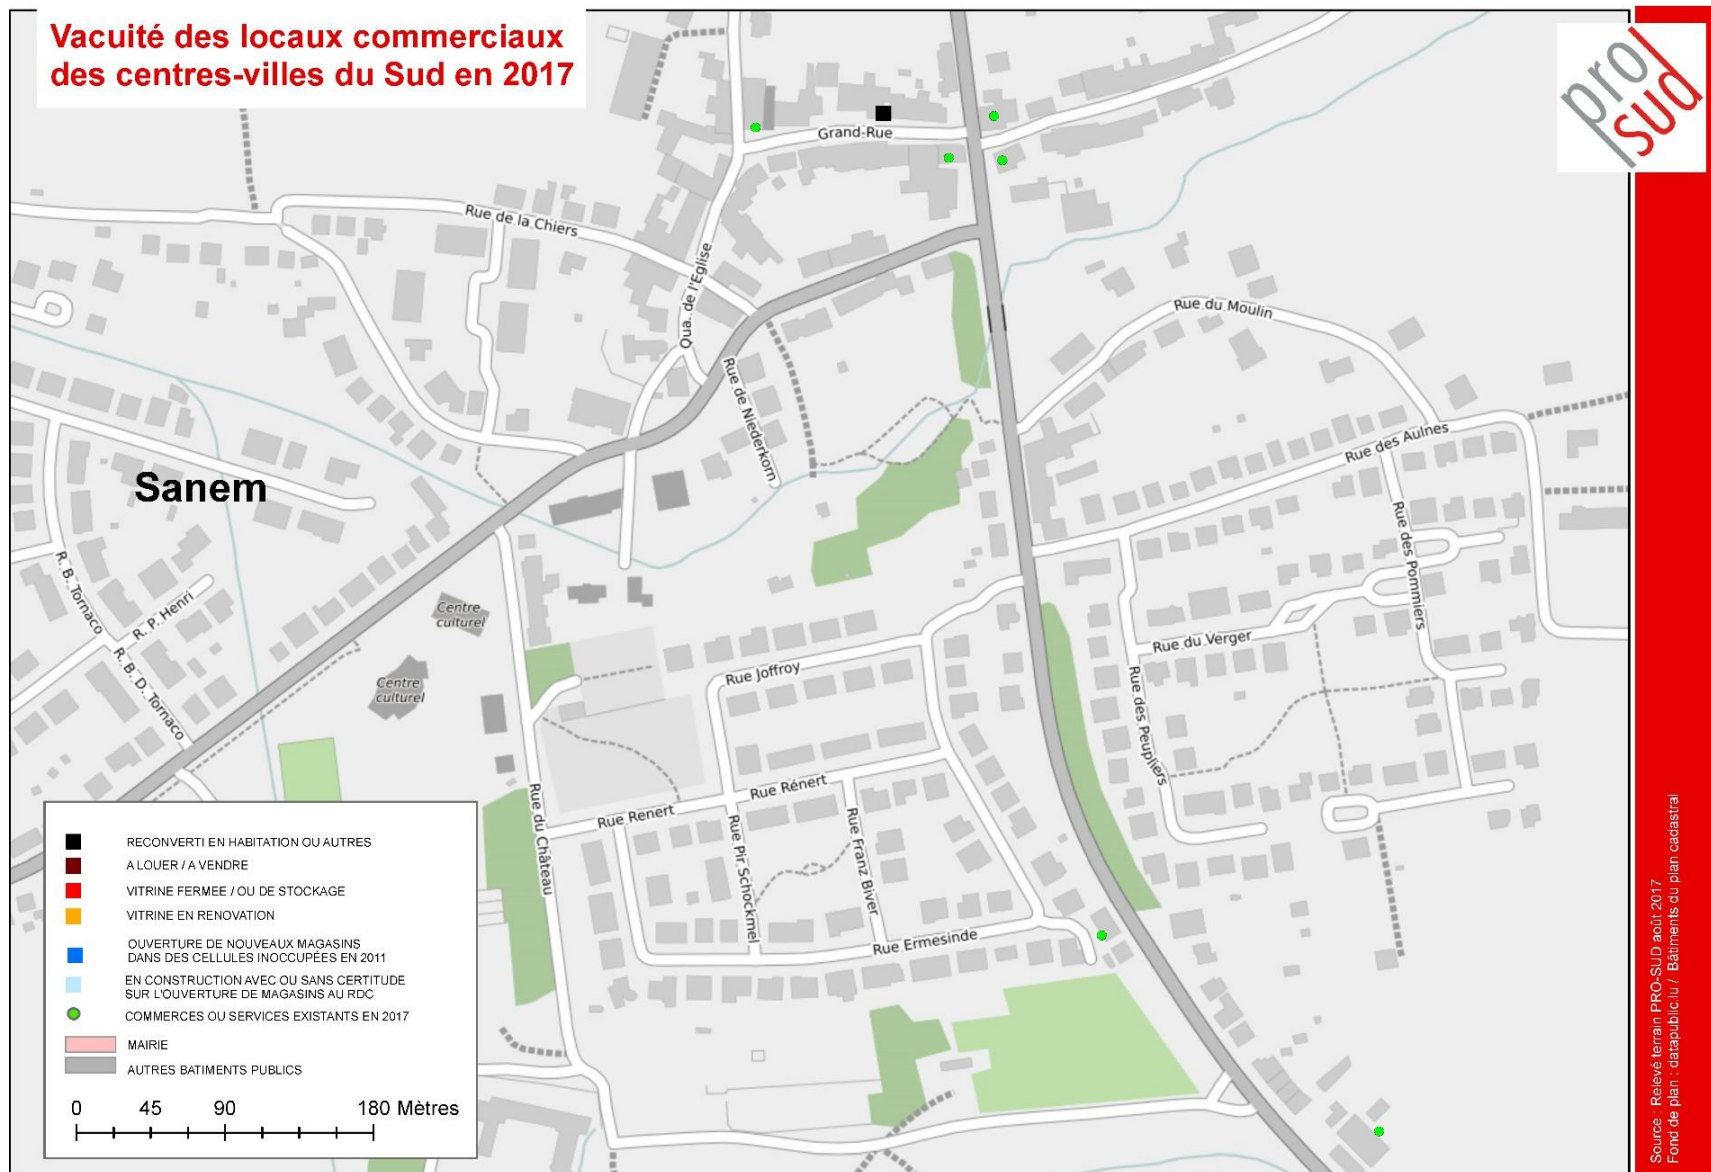 Vacuité des locaux commerciaux
des centres-villes du Sud en 2017
pro
sud
Grand-Rue
Rue de la Chiers
Qua. de l'Eglise
Rue du Moulin
Rue de Niederkorn
Rue des Aulnes
Sanem
Rue des Pommiers
R. B. Tornaco
R. P. Henri
Centre
culturel
Rue du Verger
R. B. D. Tornaco
Centre
culturel
Rue Joffroy
Rue des Peupliers
Rue du Château
Rue Renert
Rue Rénert
Rue Pir Schockmel
Rue Franz Biver
Rue Ermesinde
RECONVERTI EN HABITATION OU AUTRES
A LOUER / A VENDRE
VITRINE FERMEE / OU DE STOCKAGE
VITRINE EN RENOVATION
OUVERTURE DE NOUVEAUX MAGASINS
DANS DES CELLULES INOCCUPÉES EN 2011
EN CONSTRUCTION AVEC OU SANS CERTITUDE
SUR L'OUVERTURE DE MAGASINS AU RDC
COMMERCES OU SERVICES EXISTANTS EN 2017
MAIRIE
AUTRES BATIMENTS PUBLICS
0 45 90 180 Mètres
Source : Relevé terrain PRO-SUD août 2017
Fond de plan : datapublic.lu / Bâtiments du plan cadastral